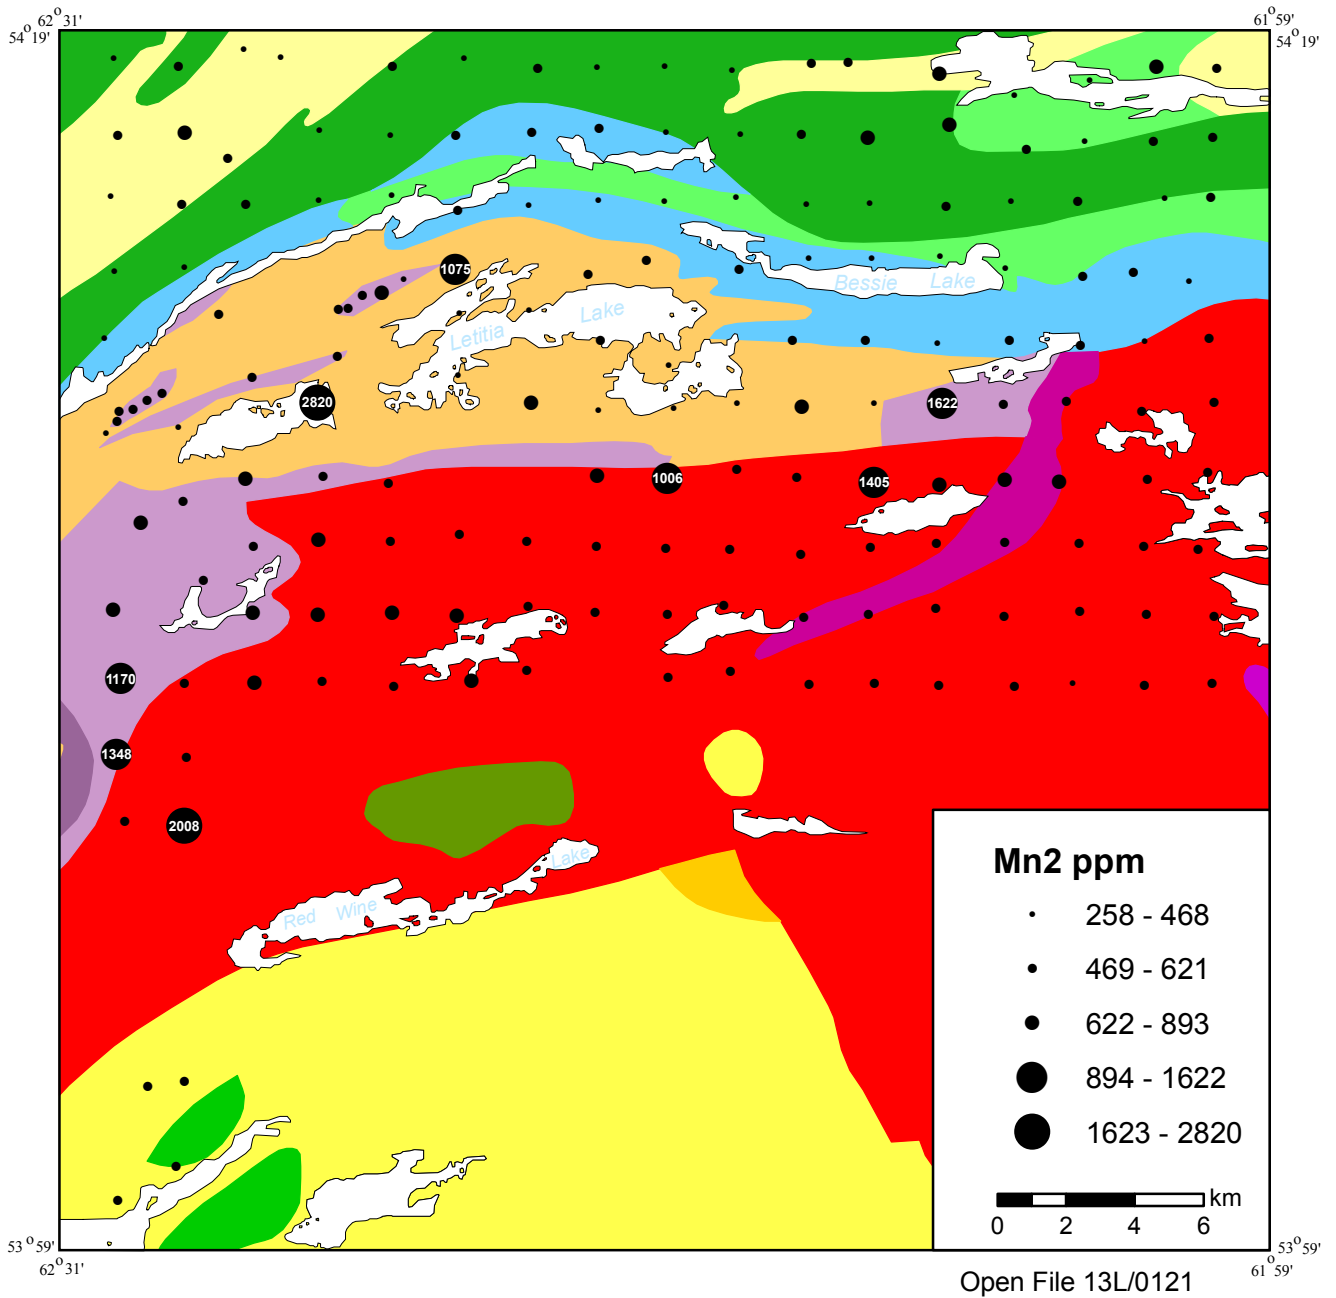 62° 31'
61° 59'
54° 19'
54° 19'
Bessie Lake
1075
Letitia Lake
2820
1622
1006
1405
1170
1348
2008
Lake
Red Wine
Mn2 ppm
258 - 468
469 - 621
622 - 893
894 - 1622
1623 - 2820
km
0 2 4 6
53° 59'
53° 59'
62° 31'
61° 59'
Open File 13L/0121